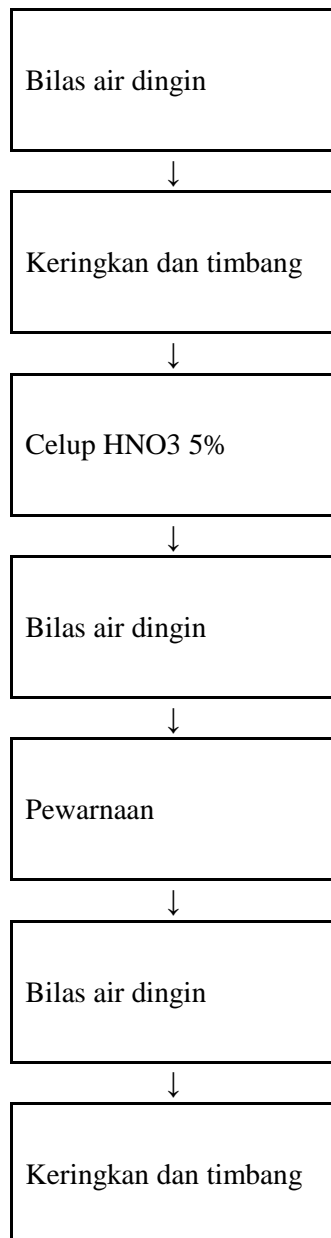 Bilas air dingin
↓
Keringkan dan timbang
↓
Celup HNO3 5%
↓
Bilas air dingin
↓
Pewarnaan
↓
Bilas air dingin
↓
Keringkan dan timbang